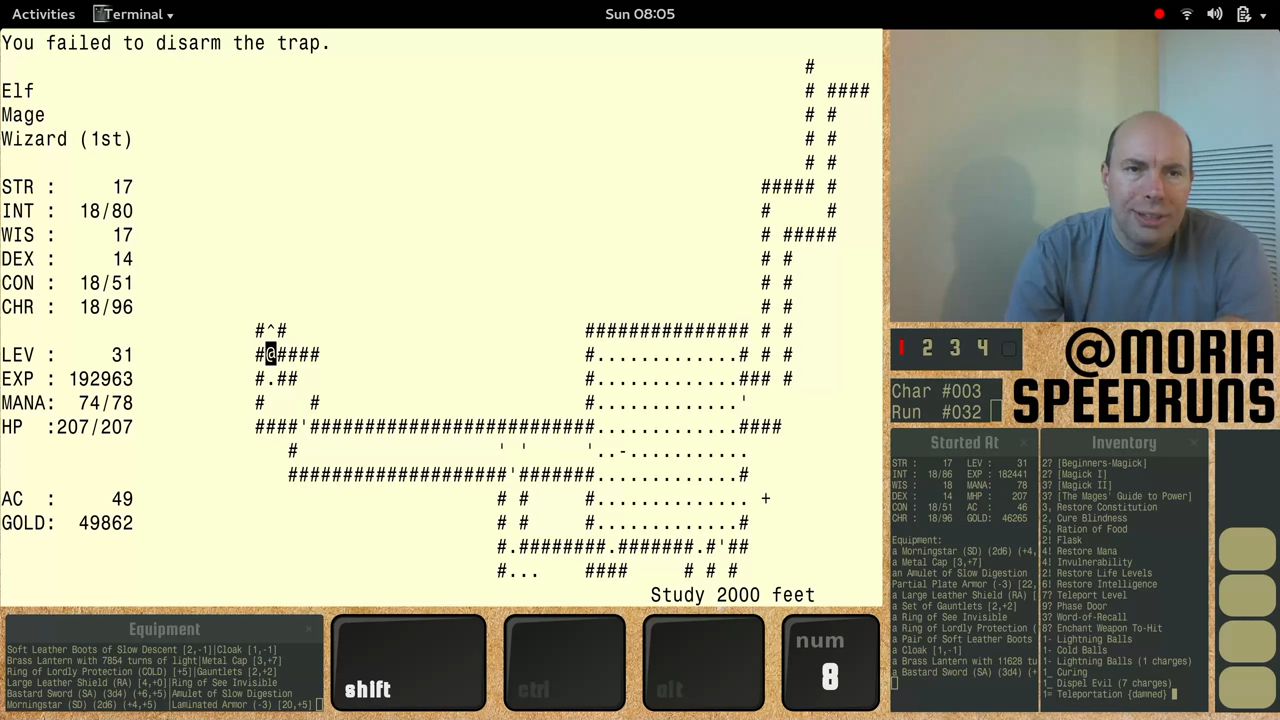 Activities
Terminal
Sun 08:05
You failed to disarm the trap.
#
Elf
# ####
Mage
# #
Wizard (1st)
# #
# #
STR : 17
##### #
INT : 18/80
# #
WIS : 17
# #####
DEX : 14
# #
CON : 18/51
# #
CHR : 18/96
# #
#^#
############### # #
LEV : 31
#@####
#.............# # #
EXP : 192963
#.##
#.............### #
MANA: 74/78
# #
#.............'
HP :207/207
####'##########################.............####
#
' ' '..-...........
#####################'#######.............#
AC : 49
# # #............. +
GOLD: 49862
# # #.............#
#.########.#######.#'##
#... #### # # #
Study 2000 feet
1 2 3 4
@MORIA
SPEEDRUNS
Char #003
Run #032
Started At
STR : 17 LEV : 31
INT : 18/86 EXP : 182441
WIS : 18 MANA: 78
DEX : 14 MHP : 207
CON : 18/51 AC : 46
CHR : 18/96 GOLD: 46265
Equipment:
a Morningstar (SD) (2d6) (+4,
a Metal Cap [3,+7]
an Amulet of Slow Digestion
Partial Plate Armor (-3) [22,
a Large Leather Shield (RA) [
a Set of Gauntlets [2,+2]
a Ring of See Invisible
a Ring of Lordly Protection (
a Pair of Soft Leather Boots
a Cloak [1,-1]
a Brass Lantern with 11628 tu
a Bastard Sword (SA) (3d4) (+
Inventory
2? [Beginners-Magick]
2? [Magick I]
3? [Magick II]
3? [The Mages' Guide to Power]
3, Restore Constitution
2, Cure Blindness
5, Ration of Food
2! Flask
4! Restore Mana
4! Invulnerability
2! Restore Life Levels
6! Restore Intelligence
7? Teleport Level
9? Phase Door
3? Word-of-Recall
8? Enchant Weapon To-Hit
1- Lightning Balls
1- Cold Balls
1- Lightning Balls (1 charges)
1_ Curing
1_ Dispel Evil (7 charges)
1= Teleportation {damned}
Equipment
Soft Leather Boots of Slow Descent [2,-1]|Cloak [1,-1]
Brass Lantern with 7854 turns of light|Metal Cap [3,+7]
Ring of Lordly Protection (COLD) [+5]|Gauntlets [2,+2]
Large Leather Shield (RA) [4,+0]|Ring of See Invisible
Bastard Sword (SA) (3d4) (+6,+5) |Amulet of Slow Digestion
Morningstar (SD) (2d6) (+4,+5) |Laminated Armor (-3) [20,+5]
shift
ctrl
alt
num
8